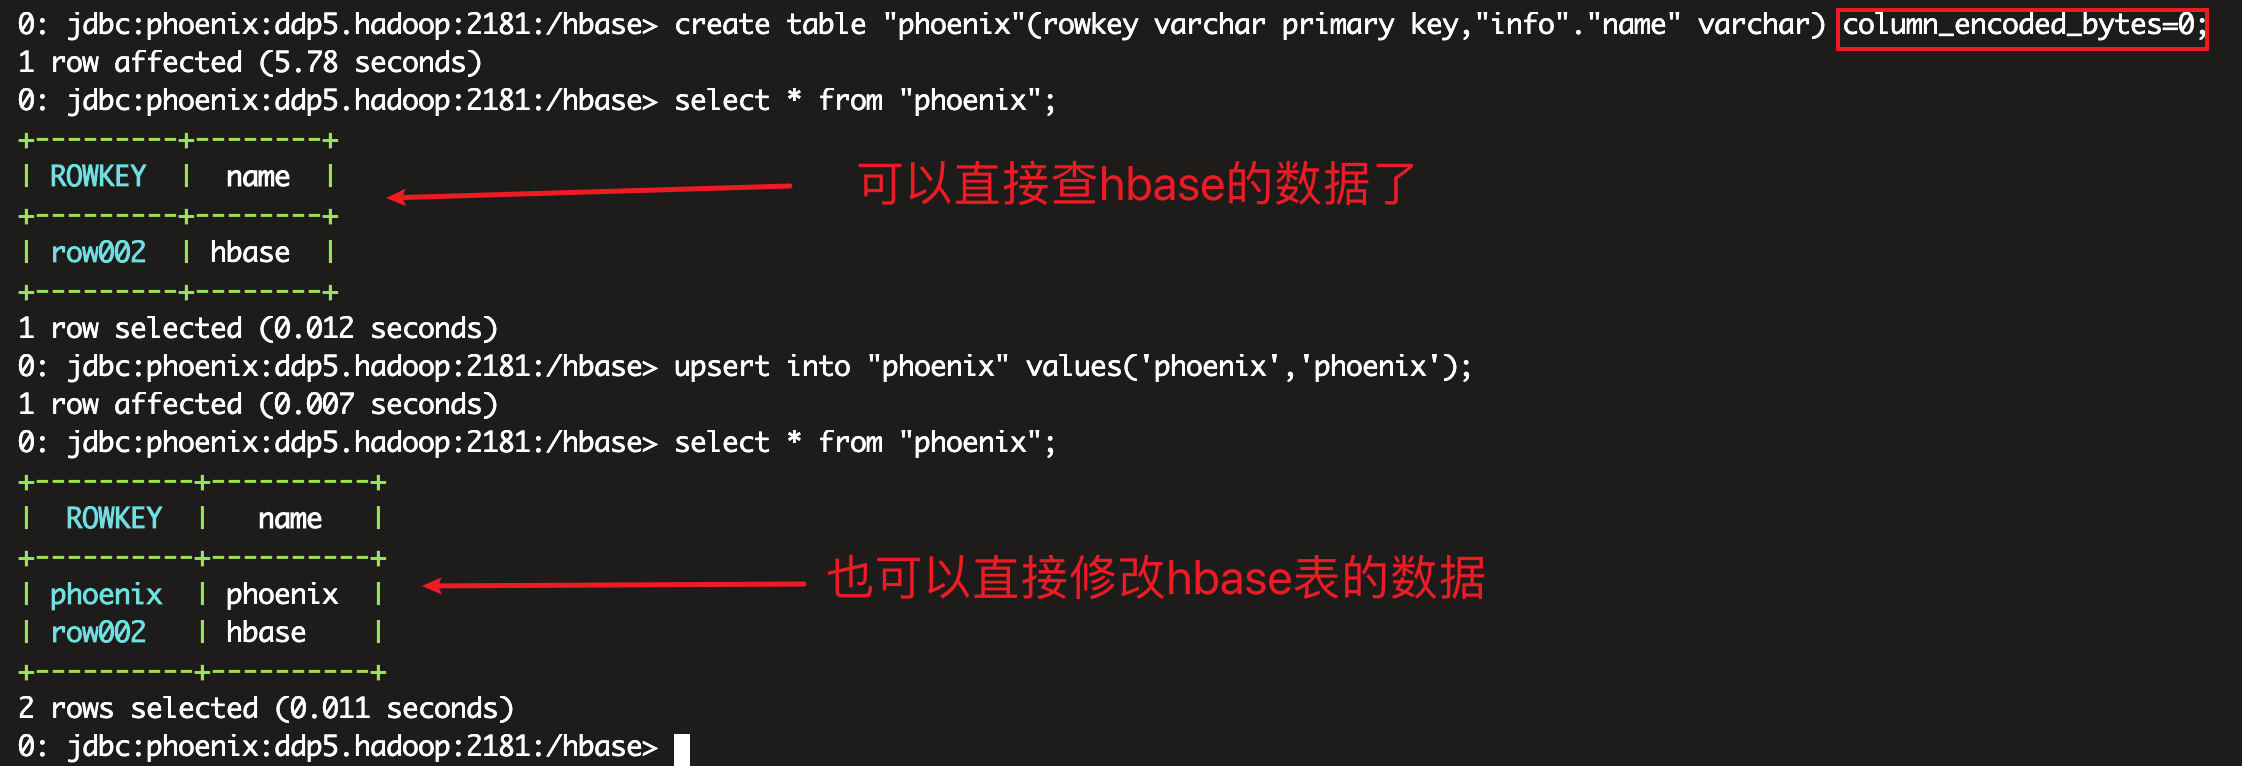 0: jdbc:phoenix:ddp5.hadoop:2181:/hbase> create table "phoenix"(rowkey varchar primary key,"info"."name" varchar) column_encoded_bytes=0;
1 row affected (5.78 seconds)
0: jdbc:phoenix:ddp5.hadoop:2181:/hbase> select * from "phoenix";
+---------+--------+
| ROWKEY  |  name  |
+---------+--------+
| row002  | hbase  |
+---------+--------+
可以直接查hbase的数据了
1 row selected (0.012 seconds)
0: jdbc:phoenix:ddp5.hadoop:2181:/hbase> upsert into "phoenix" values('phoenix','phoenix');
1 row affected (0.007 seconds)
0: jdbc:phoenix:ddp5.hadoop:2181:/hbase> select * from "phoenix";
+----------+----------+
|  ROWKEY  |   name   |
+----------+----------+
| phoenix  | phoenix  |
| row002   | hbase    |
+----------+----------+
也可以直接修改hbase表的数据
2 rows selected (0.011 seconds)
0: jdbc:phoenix:ddp5.hadoop:2181:/hbase>